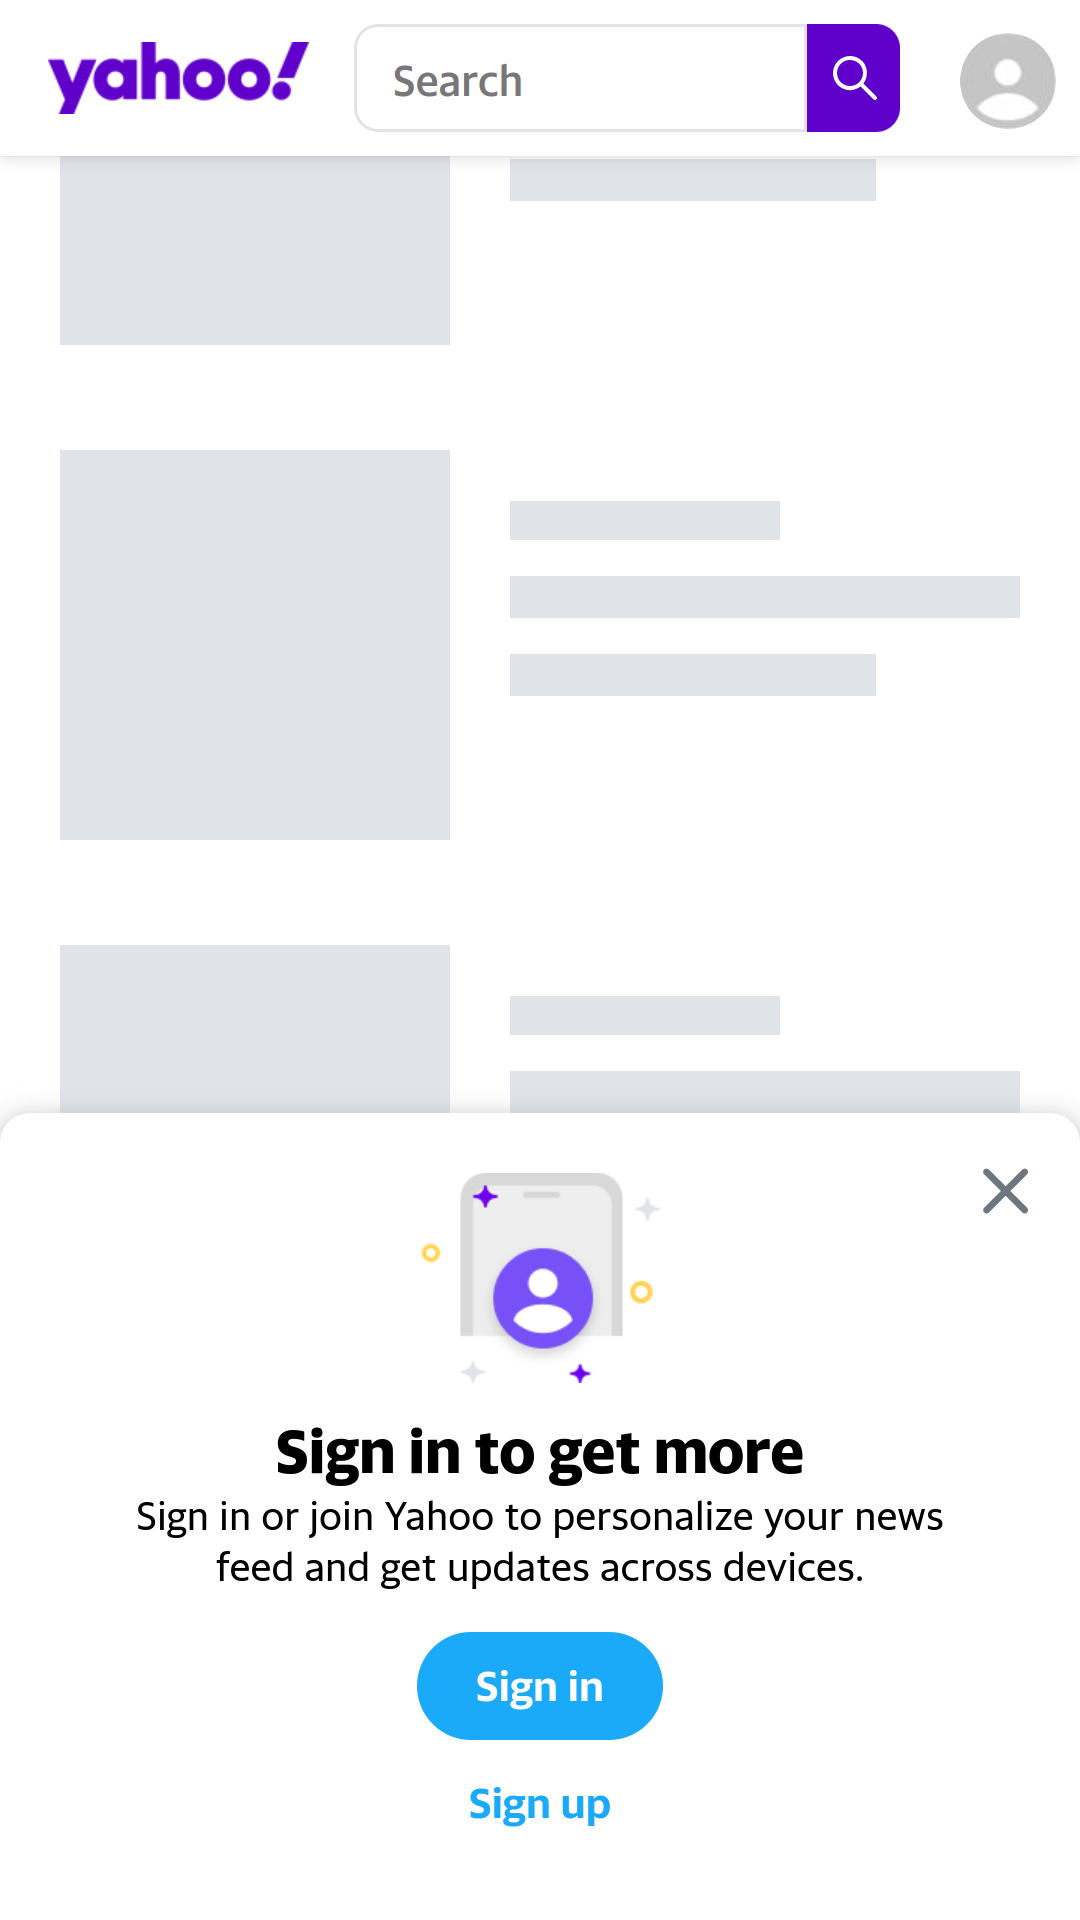 yahoo!
Search
Sign in to get more
Sign in or join Yahoo to personalize your news
feed and get updates across devices.
Sign in
Sign up